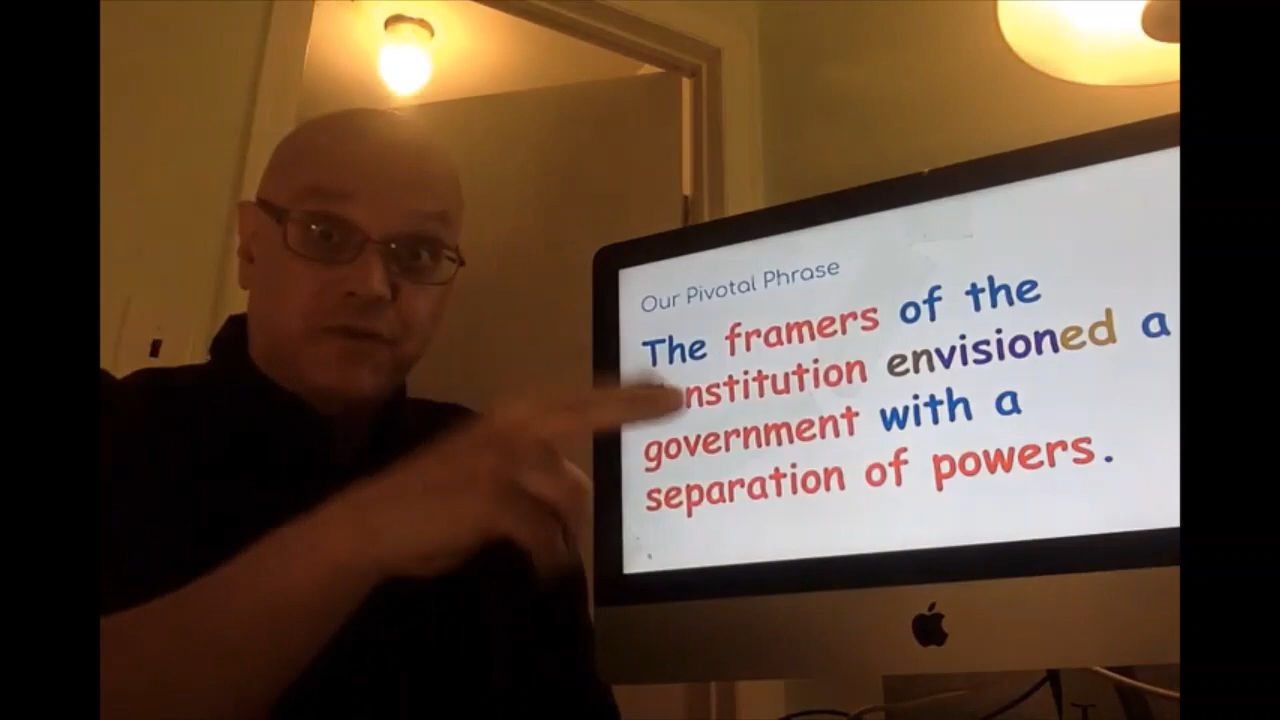 Our Pivotal Phrase
The framers of the
nstitution envisioned a
government with a
separation of powers.